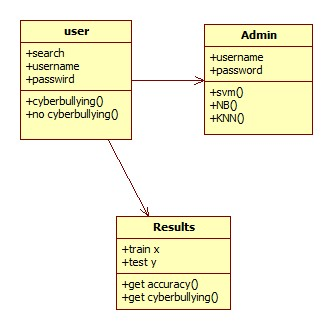 user
+search
+username
+passwird
+cyberbullying()
+no cyberbullying()
Admin
+username
+password
+svm()
+NB()
+KNN()
Results
+train x
+test y
+get accuracy()
+get cyberbullying()